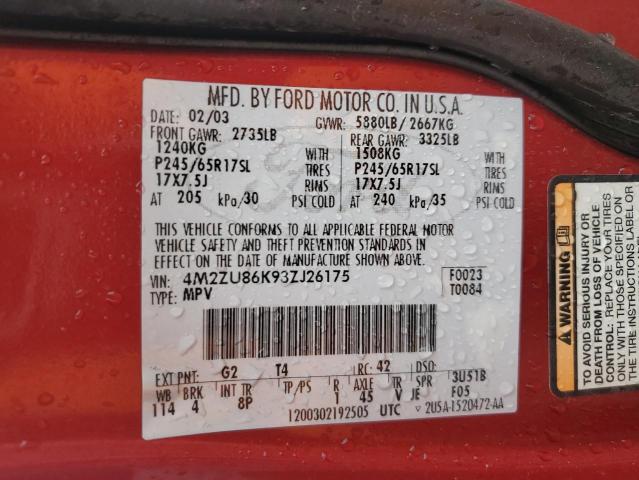 MFD. BY FORD MOTOR CO. IN U.S.A.
DATE: 02/03 GVWR: 5880LB/2667KG
FRONT GAWR: 2735LB REAR GAWR: 3325LB
1240KG 1508KG
P245/65R17SL TIRES P245/65R17SL
17X7.5J RIMS 17X7.5J
AT 205 kPa/30 PSI COLD AT 240 kPa/35 PSI COLD
THIS VEHICLE CONFORMS TO ALL APPLICABLE FEDERAL MOTOR
VEHICLE SAFETY AND THEFT PREVENTION STANDARDS IN EFFECT
ON THE DATE OF MANUFACTURE SHOWN ABOVE.
VIN: 4M2ZU86K93ZJ26175 F0023
TYPE: MPV T0084
EXT PNT: G2 T4 RC: 42 DSO:
WB BRK INT TR TP/PS R AXLE TR SPR 3U51B
114 4 8P 1 45 V F05
1200302192505 UTC 2U5A-1520472-AA
WARNING
TO AVOID SERIOUS INJURY OR
DEATH FROM LOSS OF VEHICLE
CONTROL: REPLACE YOUR TIRES
ONLY WITH THOSE SPECIFIED ON
THE TIRE INSTRUCTIONS LABEL